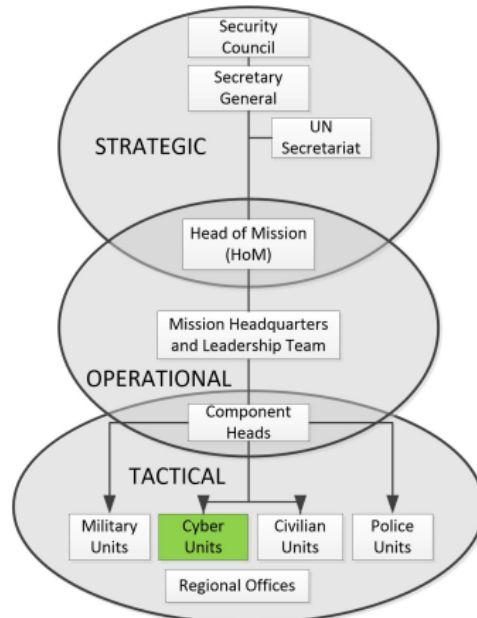 Security
Council
Secretary
General
UN
Secretariat
STRATEGIC
Head of Mission
(HoM)
Mission Headquarters
and Leadership Team
OPERATIONAL
Component
Heads
TACTICAL
Military
Units
Cyber
Units
Civilian
Units
Police
Units
Regional Offices